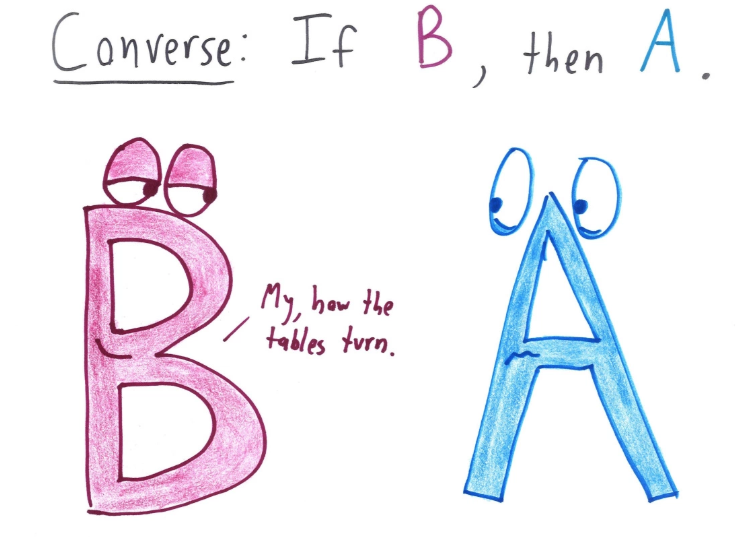 Converse: If B, then A.
My, how the
tables turn.
B A